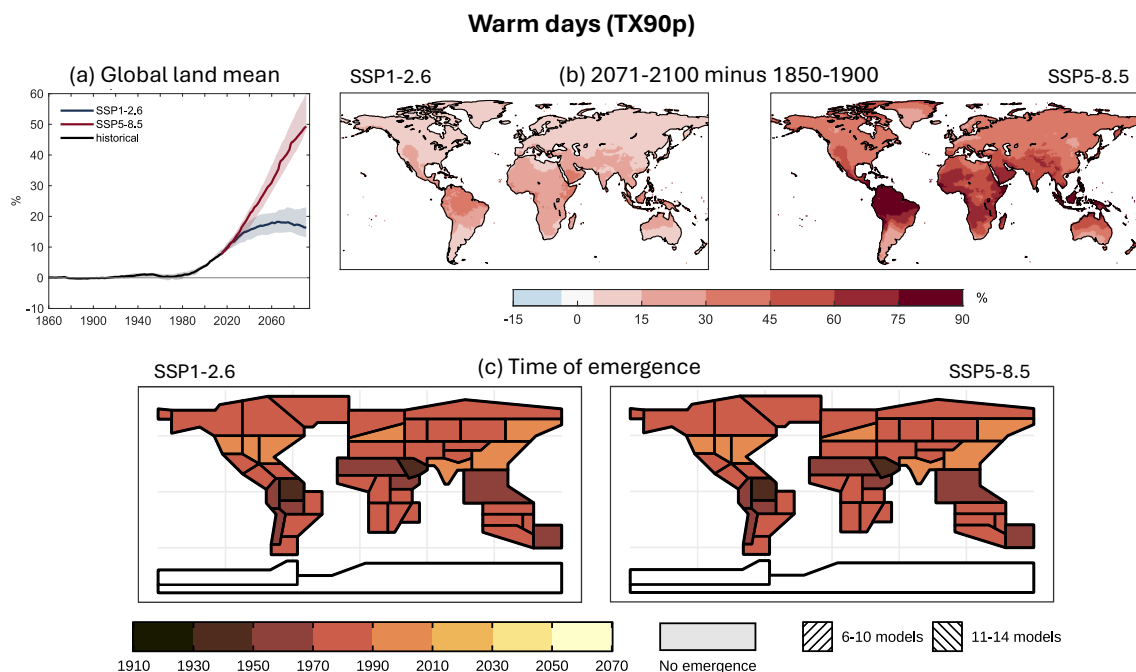 Warm days (TX90p)
(a) Global land mean
SSP1-2.6
(b) 2071-2100 minus 1850-1900
SSP5-8.5
60
50
40
30
20
10
0
-10
%
SSP1-2.6
SSP5-8.5
historical
1860 1900 1940 1980 2020 2060
-15 0 15 30 45 60 75 90
%
(c) Time of emergence
SSP1-2.6
SSP5-8.5
1910 1930 1950 1970 1990 2010 2030 2050 2070
No emergence
6-10 models
11-14 models